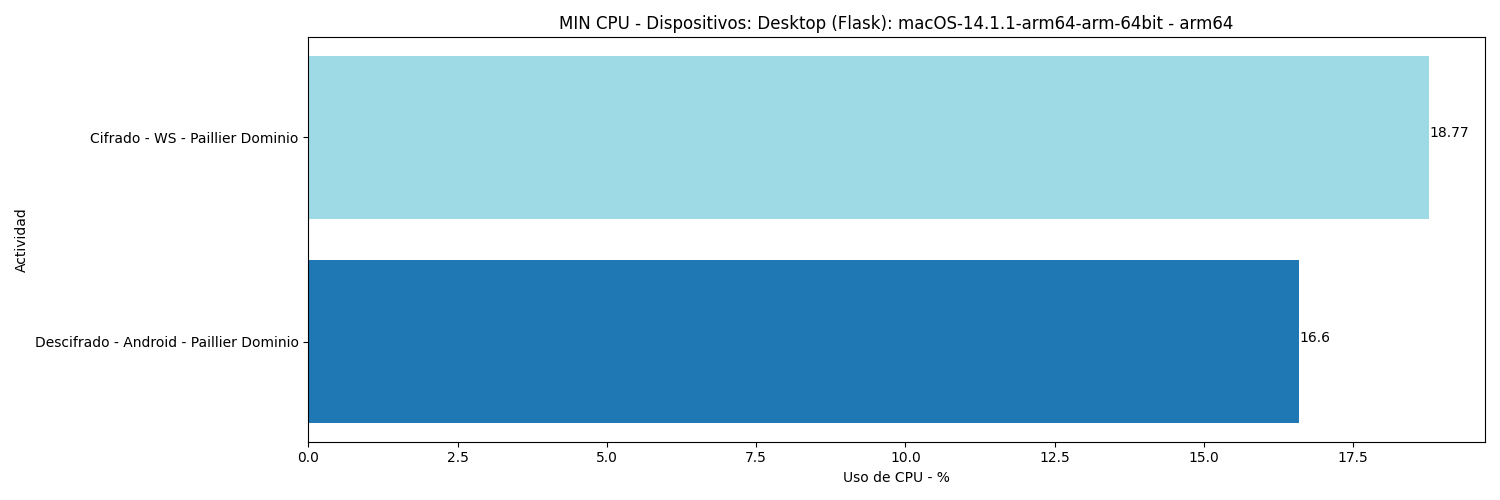 MIN CPU - Dispositivos: Desktop (Flask): macOS-14.1.1-arm64-arm-64bit - arm64
Cifrado - WS - Paillier Dominio
18.77
Actividad
Descifrado - Android - Paillier Dominio
16.6
0.0 2.5 5.0 7.5 10.0 12.5 15.0 17.5
Uso de CPU - %